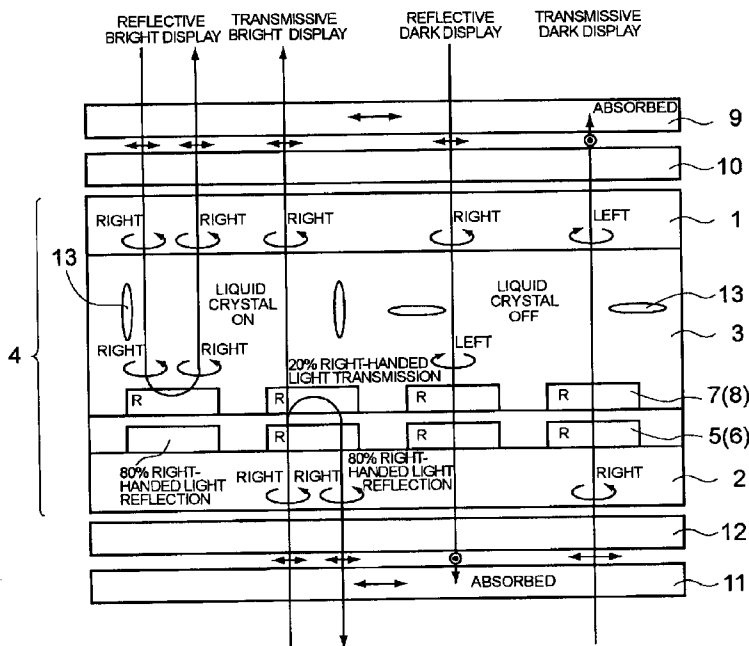 REFLECTIVE
BRIGHT DISPLAY
TRANSMISSIVE
BRIGHT DISPLAY
REFLECTIVE
DARK DISPLAY
TRANSMISSIVE
DARK DISPLAY
ABSORBED
9
10
RIGHT
RIGHT
RIGHT
RIGHT
LEFT
1
13
LIQUID
CRYSTAL
ON
LIQUID
CRYSTAL
OFF
13
3
4
RIGHT
RIGHT
20% RIGHT-HANDED
LIGHT TRANSMISSION
LEFT
R
R
R
R
7(8)
R
R
R
5(6)
80% RIGHT-
HANDED LIGHT
REFLECTION
RIGHT
RIGHT
80% RIGHT-
HANDED LIGHT
REFLECTION
RIGHT
2
12
ABSORBED
11